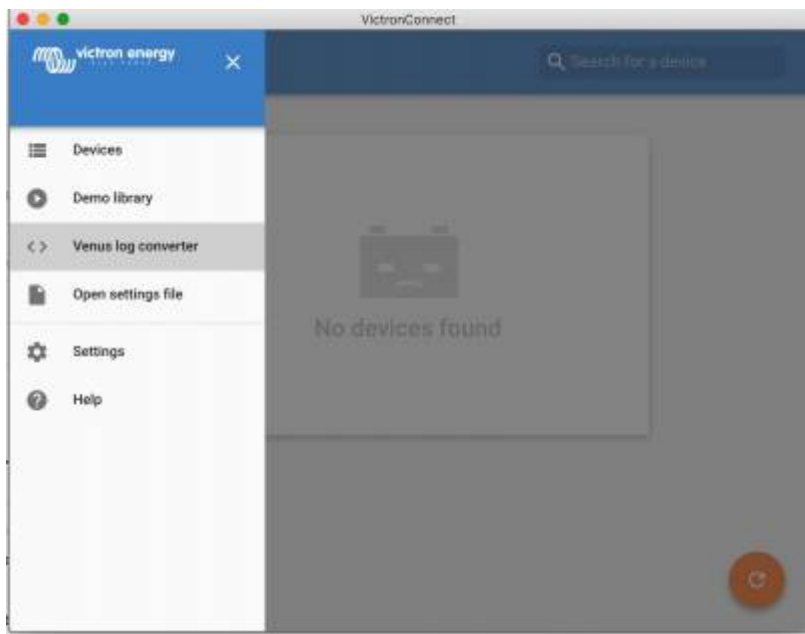 VictronConnect
victron energy
Search for a device
Devices
Demo library
Venus log converter
Open settings file
No devices found
Settings
Help